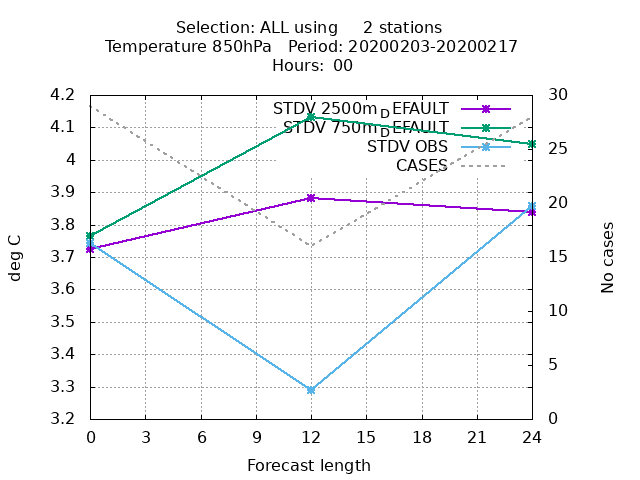 Selection: ALL using 2 stations
Temperature 850hPa Period: 20200203-20200217
Hours: 00
4.2
4.1
4
3.9
3.8
3.7
3.6
3.5
3.4
3.3
3.2
deg C
STDV 2500m_DEFAULT
STDV 750m_DEFAULT
STDV OBS
CASES
30
25
20
15
10
5
0
No cases
0 3 6 9 12 15 18 21 24
Forecast length